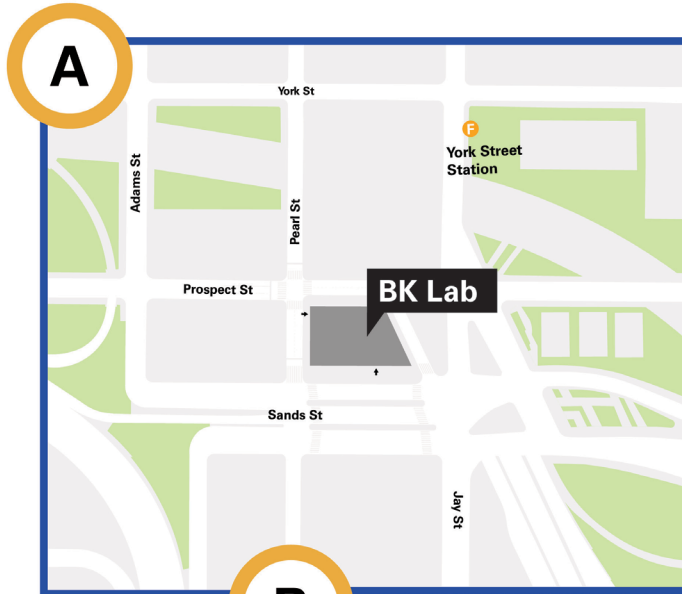 A
York St
F
York Street
Station
Adams St
Pearl St
Prospect St
BK Lab
Sands St
Jay St